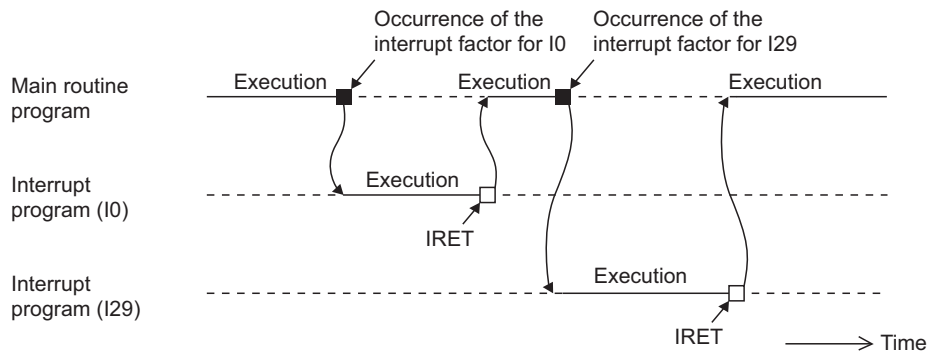 Occurrence of the
interrupt factor for I0
Occurrence of the
interrupt factor for I29
Main routine
program
Execution
Execution
Execution
Interrupt
program (I0)
Execution
IRET
Interrupt
program (I29)
Execution
IRET
Time